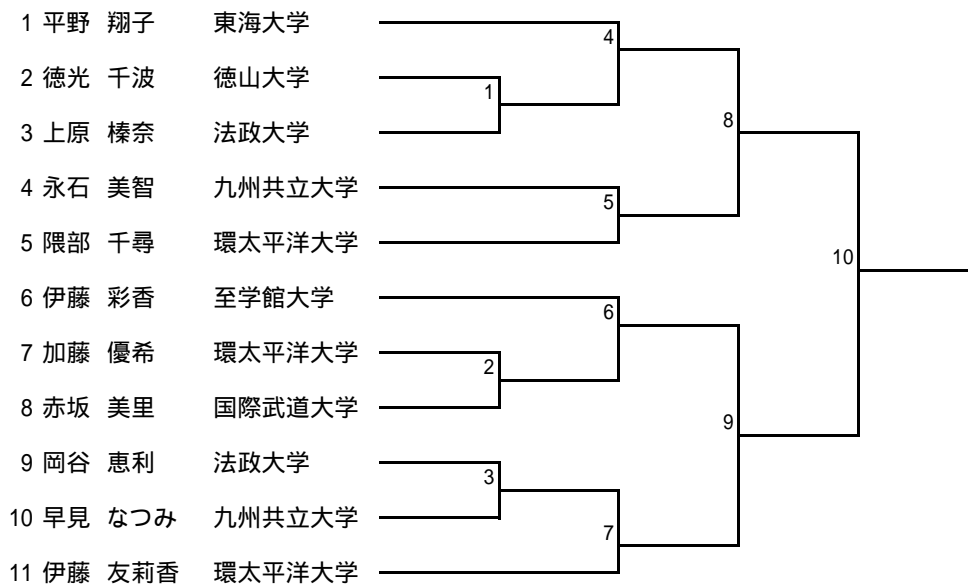 1 平野 翔子 東海大学
4
2 徳光 千波 徳山大学
1
3 上原 榛奈 法政大学
8
4 永石 美智 九州共立大学
5
5 隈部 千尋 環太平洋大学
10
6 伊藤 彩香 至学館大学
6
7 加藤 優希 環太平洋大学
2
8 赤坂 美里 国際武道大学
9
9 岡谷 恵利 法政大学
3
10 早見 なつみ 九州共立大学
7
11 伊藤 友莉香 環太平洋大学